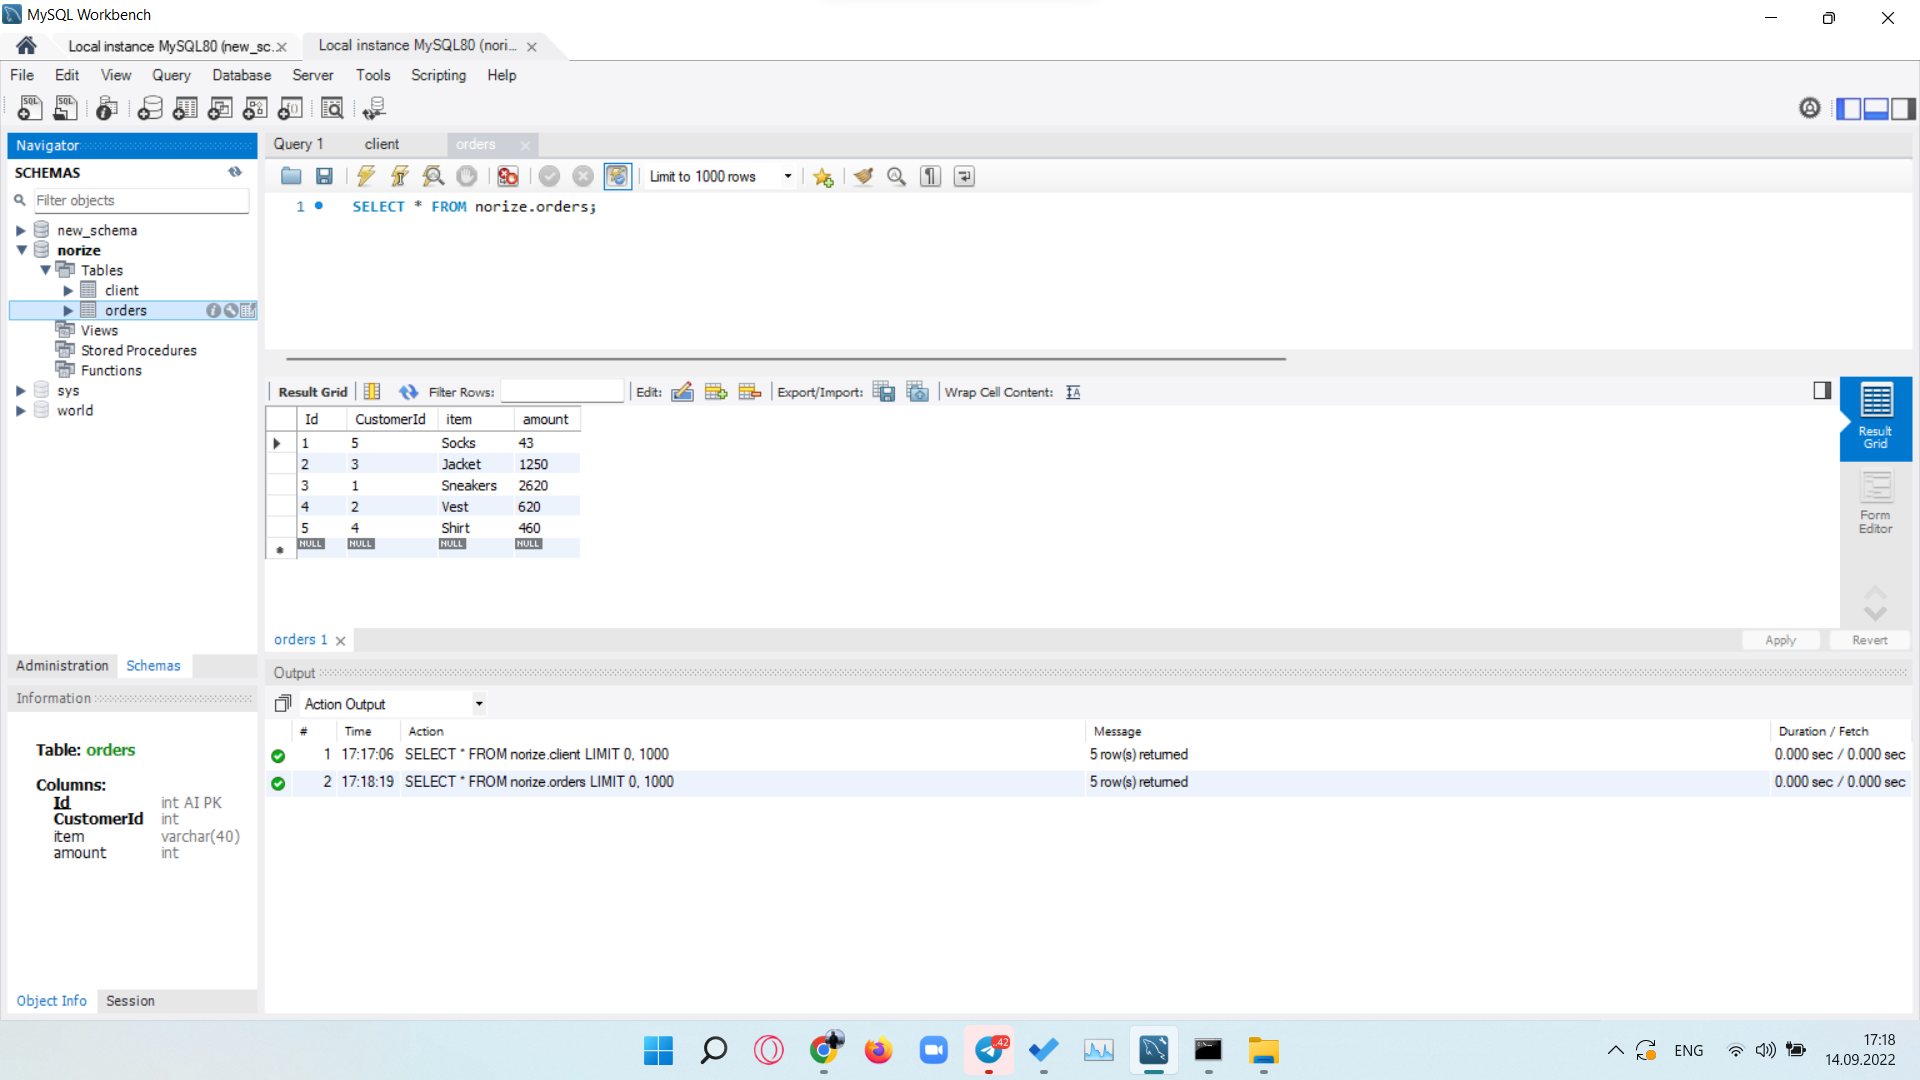 MySQL Workbench
Local instance MySQL80 (new_sc...
Local instance MySQL80 (nori...
File Edit View Query Database Server Tools Scripting Help
Navigator
SCHEMAS
Filter objects
new_schema
norize
Tables
client
orders
Views
Stored Procedures
Functions
sys
world
Administration Schemas
Information
Table: orders
Columns:
Id int AI PK
CustomerId int
item varchar(40)
amount int
Object Info Session
Query 1 client orders
Limit to 1000 rows
1 SELECT * FROM norize.orders;
Result Grid Filter Rows: Edit: Export/Import: Wrap Cell Content:
Id CustomerId item amount
1 5 Socks 43
2 3 Jacket 1250
3 1 Sneakers 2620
4 2 Vest 620
5 4 Shirt 460
NULL NULL NULL NULL
Result Grid
Form Editor
orders 1
Apply Revert
Output
Action Output
# Time Action Message Duration / Fetch
1 17:17:06 SELECT * FROM norize.client LIMIT 0, 1000 5 row(s) returned 0.000 sec / 0.000 sec
2 17:18:19 SELECT * FROM norize.orders LIMIT 0, 1000 5 row(s) returned 0.000 sec / 0.000 sec
42
ENG
17:18
14.09.2022